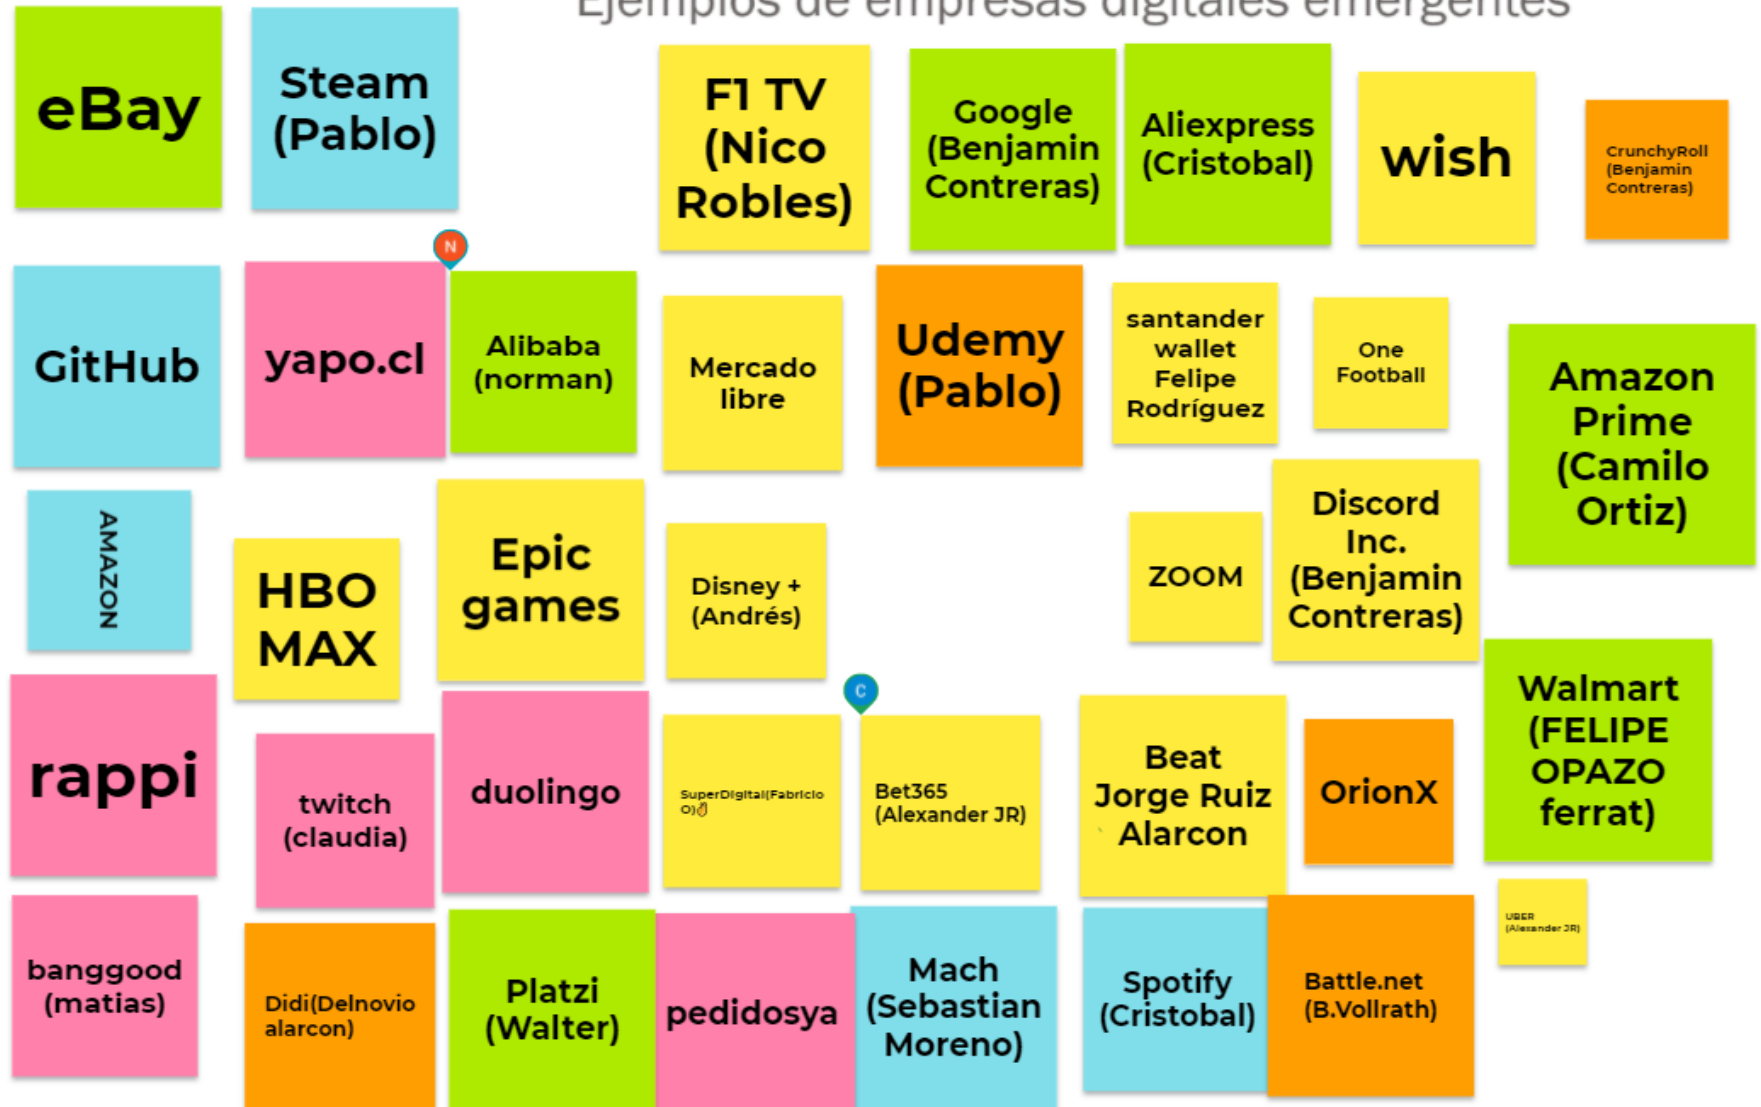 Ejemplos de empresas digitales emergentes
eBay
Steam
(Pablo)
F1 TV
(Nico
Robles)
Google
(Benjamin
Contreras)
Aliexpress
(Cristobal)
wish
CrunchyRoll
(Benjamin
Contreras)
N
GitHub
yapo.cl
Alibaba
(norman)
Mercado
libre
Udemy
(Pablo)
santander
wallet
Felipe
Rodríguez
One
Football
Amazon
Prime
(Camilo
Ortiz)
AMAZON
HBO
MAX
Epic
games
Disney +
(Andrés)
ZOOM
Discord
Inc.
(Benjamin
Contreras)
C
rappi
twitch
(claudia)
duolingo
SuperDigital(Fabricio
O)✌
Bet365
(Alexander JR)
Beat
Jorge Ruiz
Alarcon
OrionX
Walmart
(FELIPE
OPAZO
ferrat)
banggood
(matias)
Didi(Delnovio
alarcon)
Platzi
(Walter)
pedidosya
Mach
(Sebastian
Moreno)
Spotify
(Cristobal)
Battle.net
(B.Vollrath)
UBER
(Alexander JR)